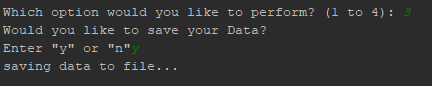 Which option would you like to perform? (1 to 4): 3
Would you like to save your Data?
Enter "y" or "n"y
saving data to file...